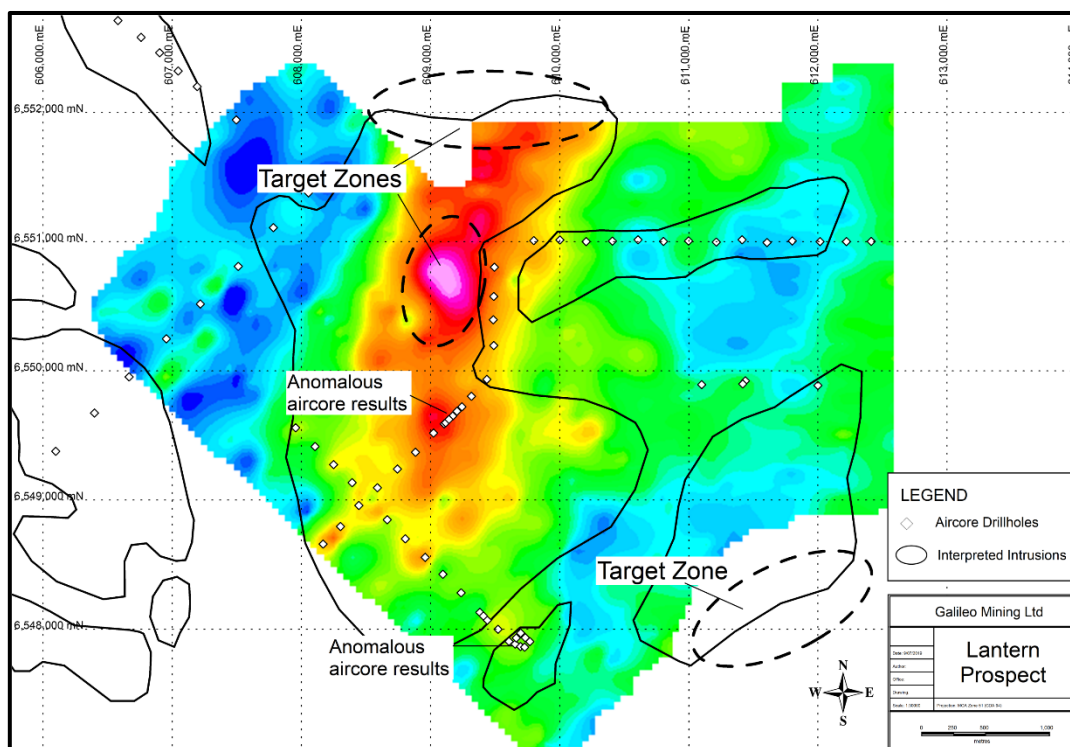 606,000.mE
607,000.mE
608,000.mE
609,000.mE
610,000.mE
611,000.mE
612,000.mE
613,000.mE
6,552,000 mN
Target Zones
6,551,000 mN
6,550,000 mN
Anomalous
aircore results
6,549,000 mN
LEGEND
Aircore Drillholes
Interpreted Intrusions
Target Zone
6,548,000 mN
Anomalous
aircore results
N
W E
S
Galileo Mining Ltd
Lantern
Prospect
Author:
Office:
Drawing:
0 250 500 1,000
metres